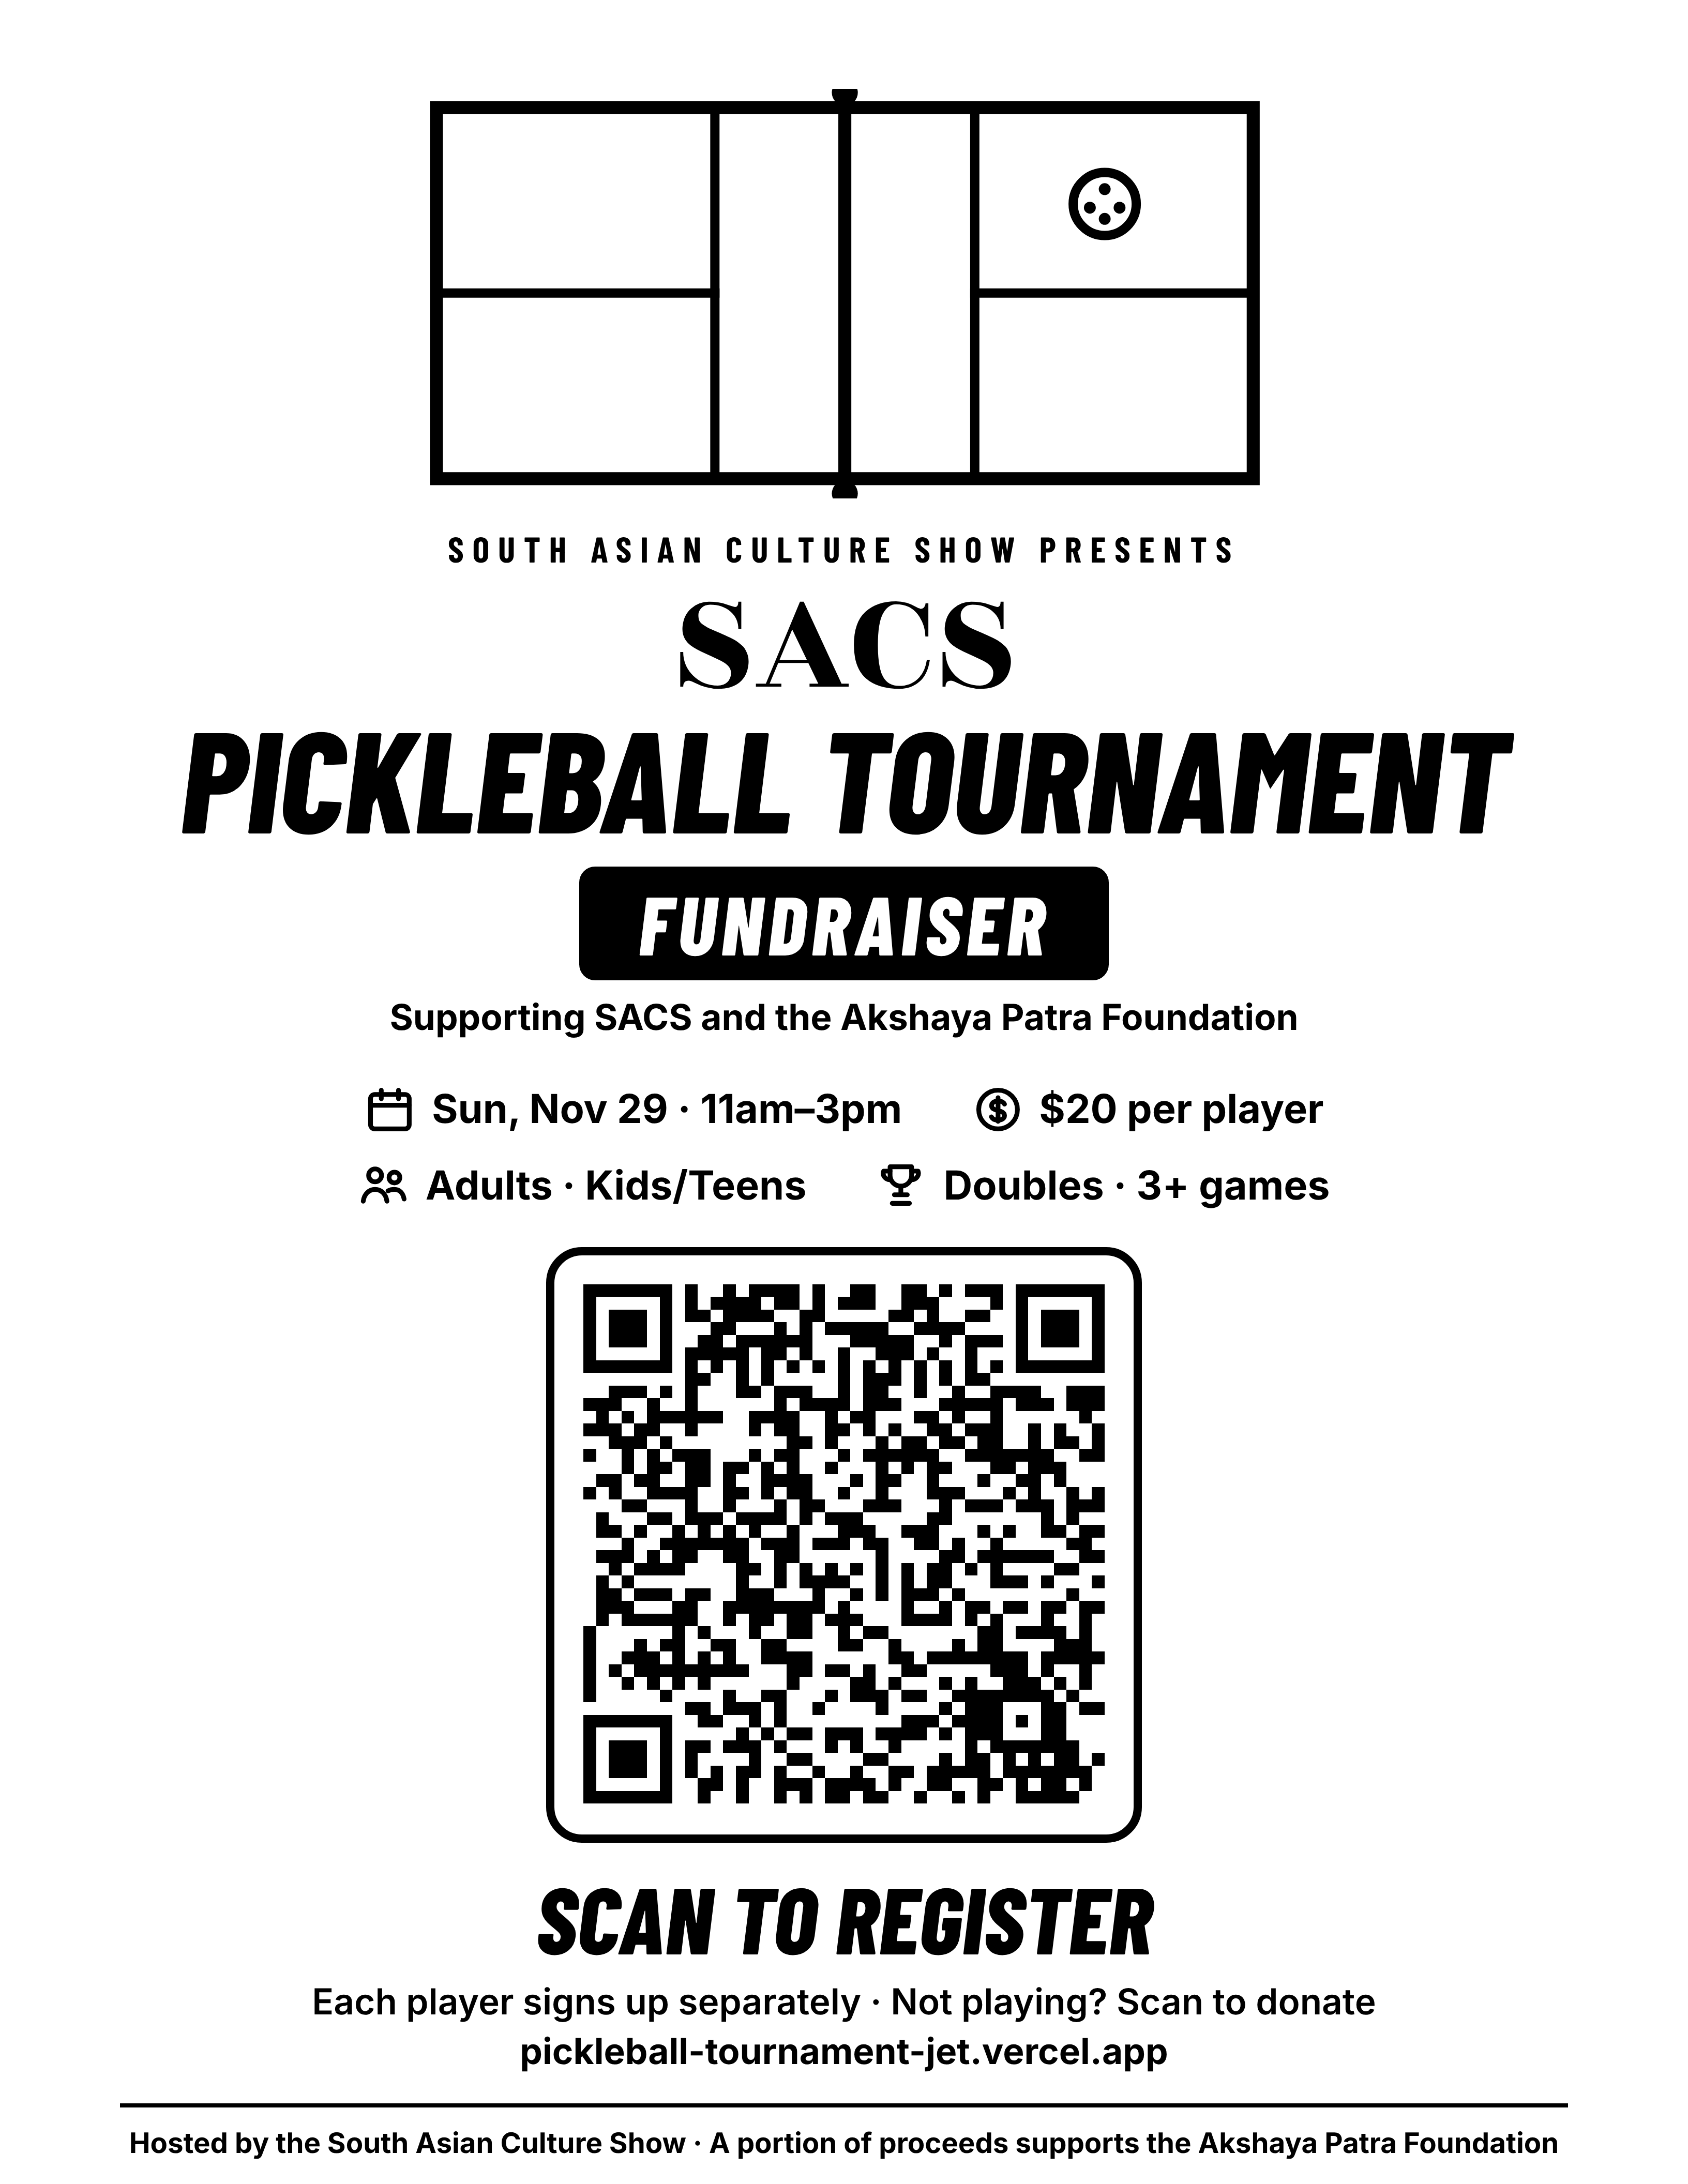 SOUTH ASIAN CULTURE SHOW PRESENTS
SACS
PICKLEBALL TOURNAMENT
FUNDRAISER
Supporting SACS and the Akshaya Patra Foundation
Sun, Nov 29 · 11am–3pm $20 per player
Adults · Kids/Teens Doubles · 3+ games
SCAN TO REGISTER
Each player signs up separately · Not playing? Scan to donate
pickleball-tournament-jet.vercel.app
Hosted by the South Asian Culture Show · A portion of proceeds supports the Akshaya Patra Foundation